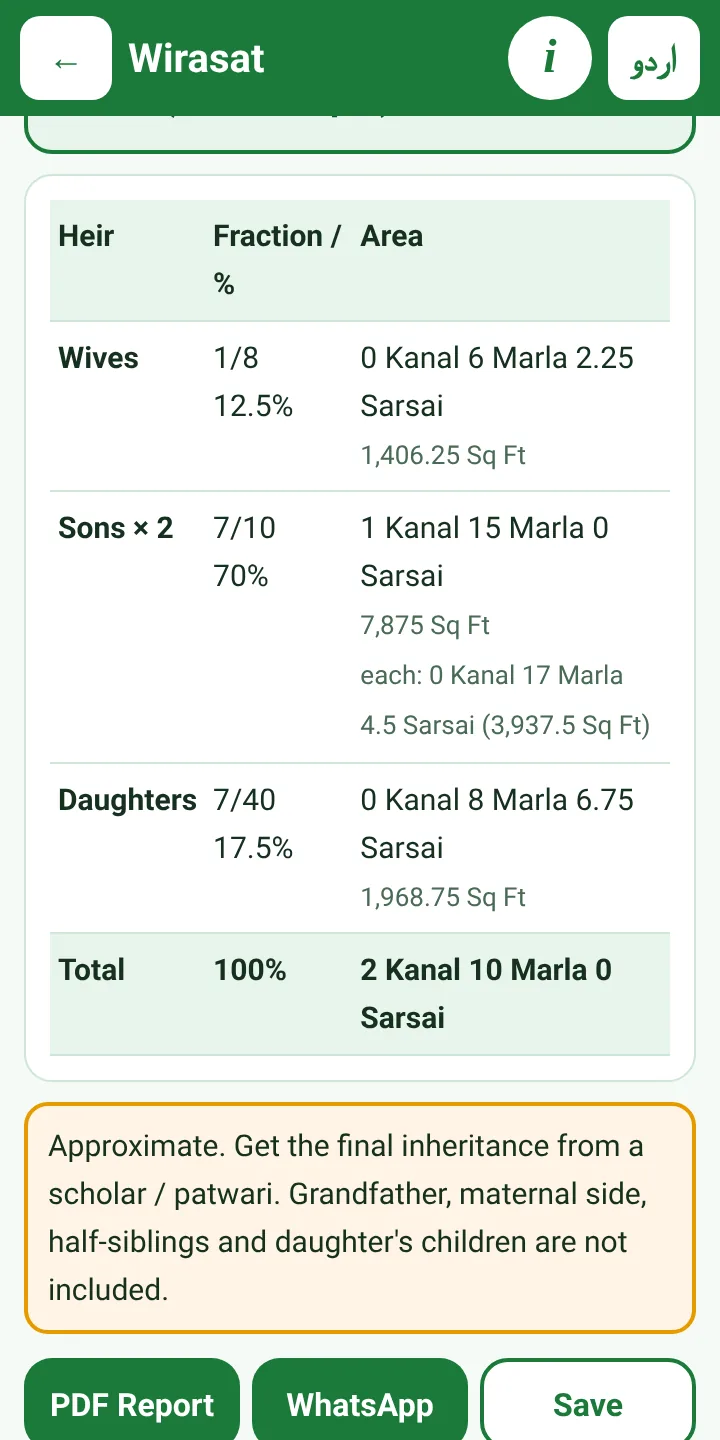 ←
Wirasat
i
اردو
Heir
Fraction /
%
Area
Wives
1/8
12.5%
0 Kanal 6 Marla 2.25
Sarsai
1,406.25 Sq Ft
Sons × 2
7/10
70%
1 Kanal 15 Marla 0
Sarsai
7,875 Sq Ft
each: 0 Kanal 17 Marla
4.5 Sarsai (3,937.5 Sq Ft)
Daughters
7/40
17.5%
0 Kanal 8 Marla 6.75
Sarsai
1,968.75 Sq Ft
Total
100%
2 Kanal 10 Marla 0
Sarsai
Approximate. Get the final inheritance from a
scholar / patwari. Grandfather, maternal side,
half-siblings and daughter's children are not
included.
PDF Report
WhatsApp
Save